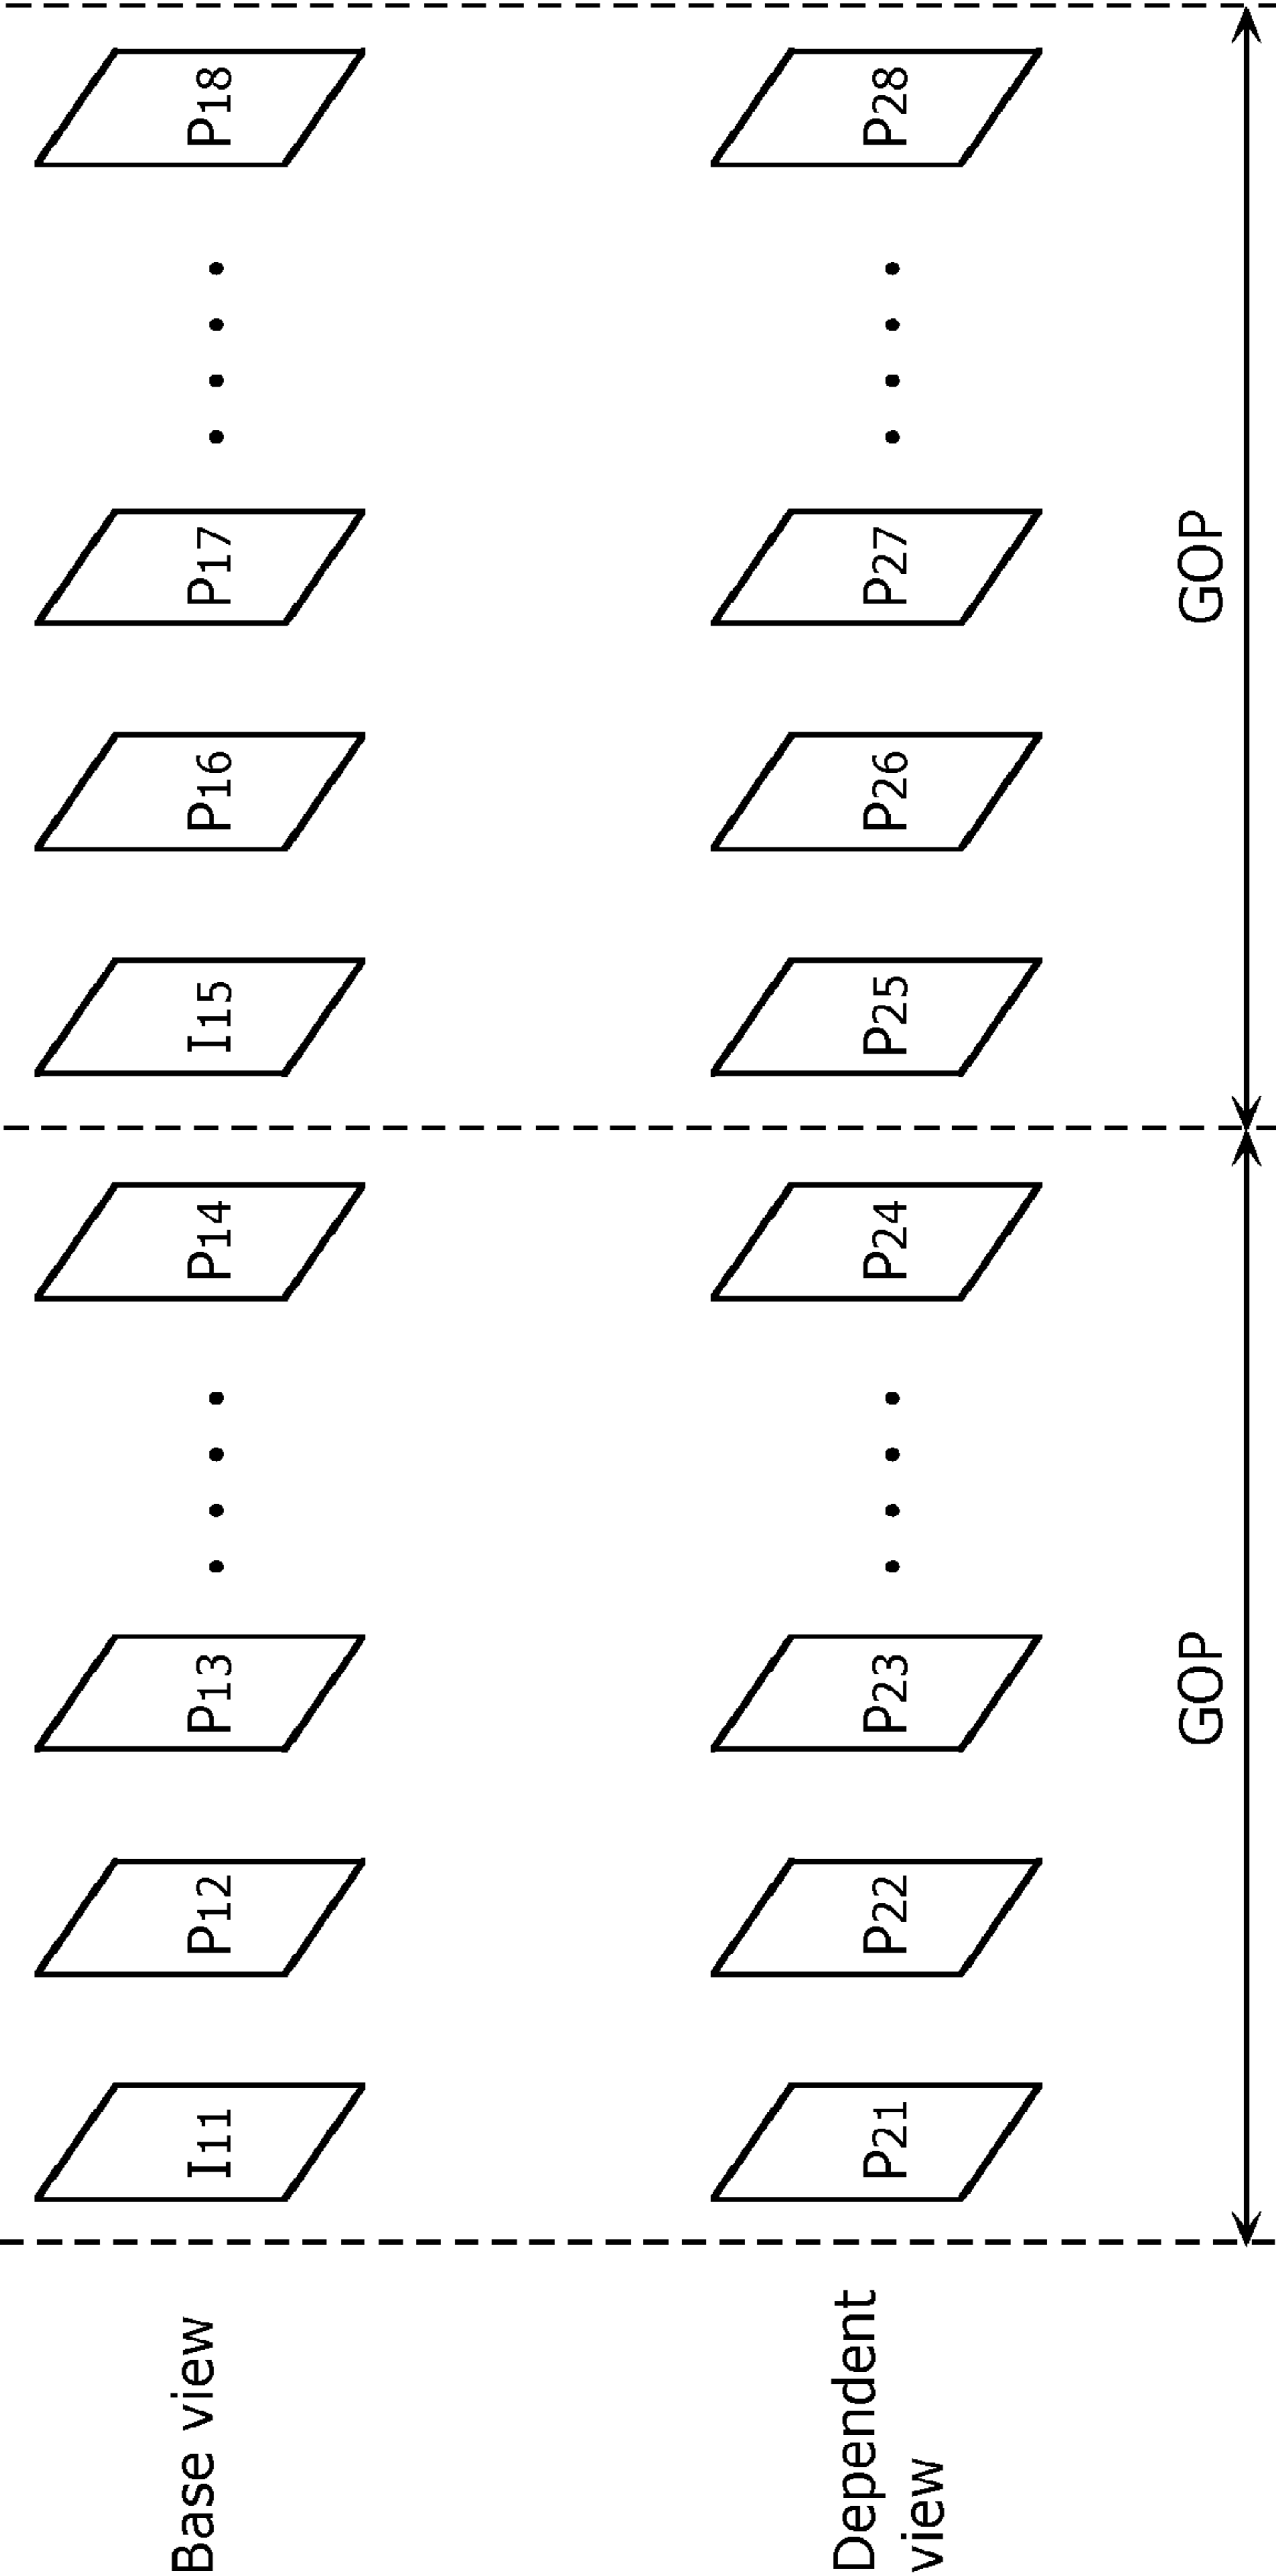 Base view
I11
P12
P13
P14
I15
P16
P17
P18
Dependent
view
P21
P22
P23
P24
P25
P26
P27
P28
GOP
GOP